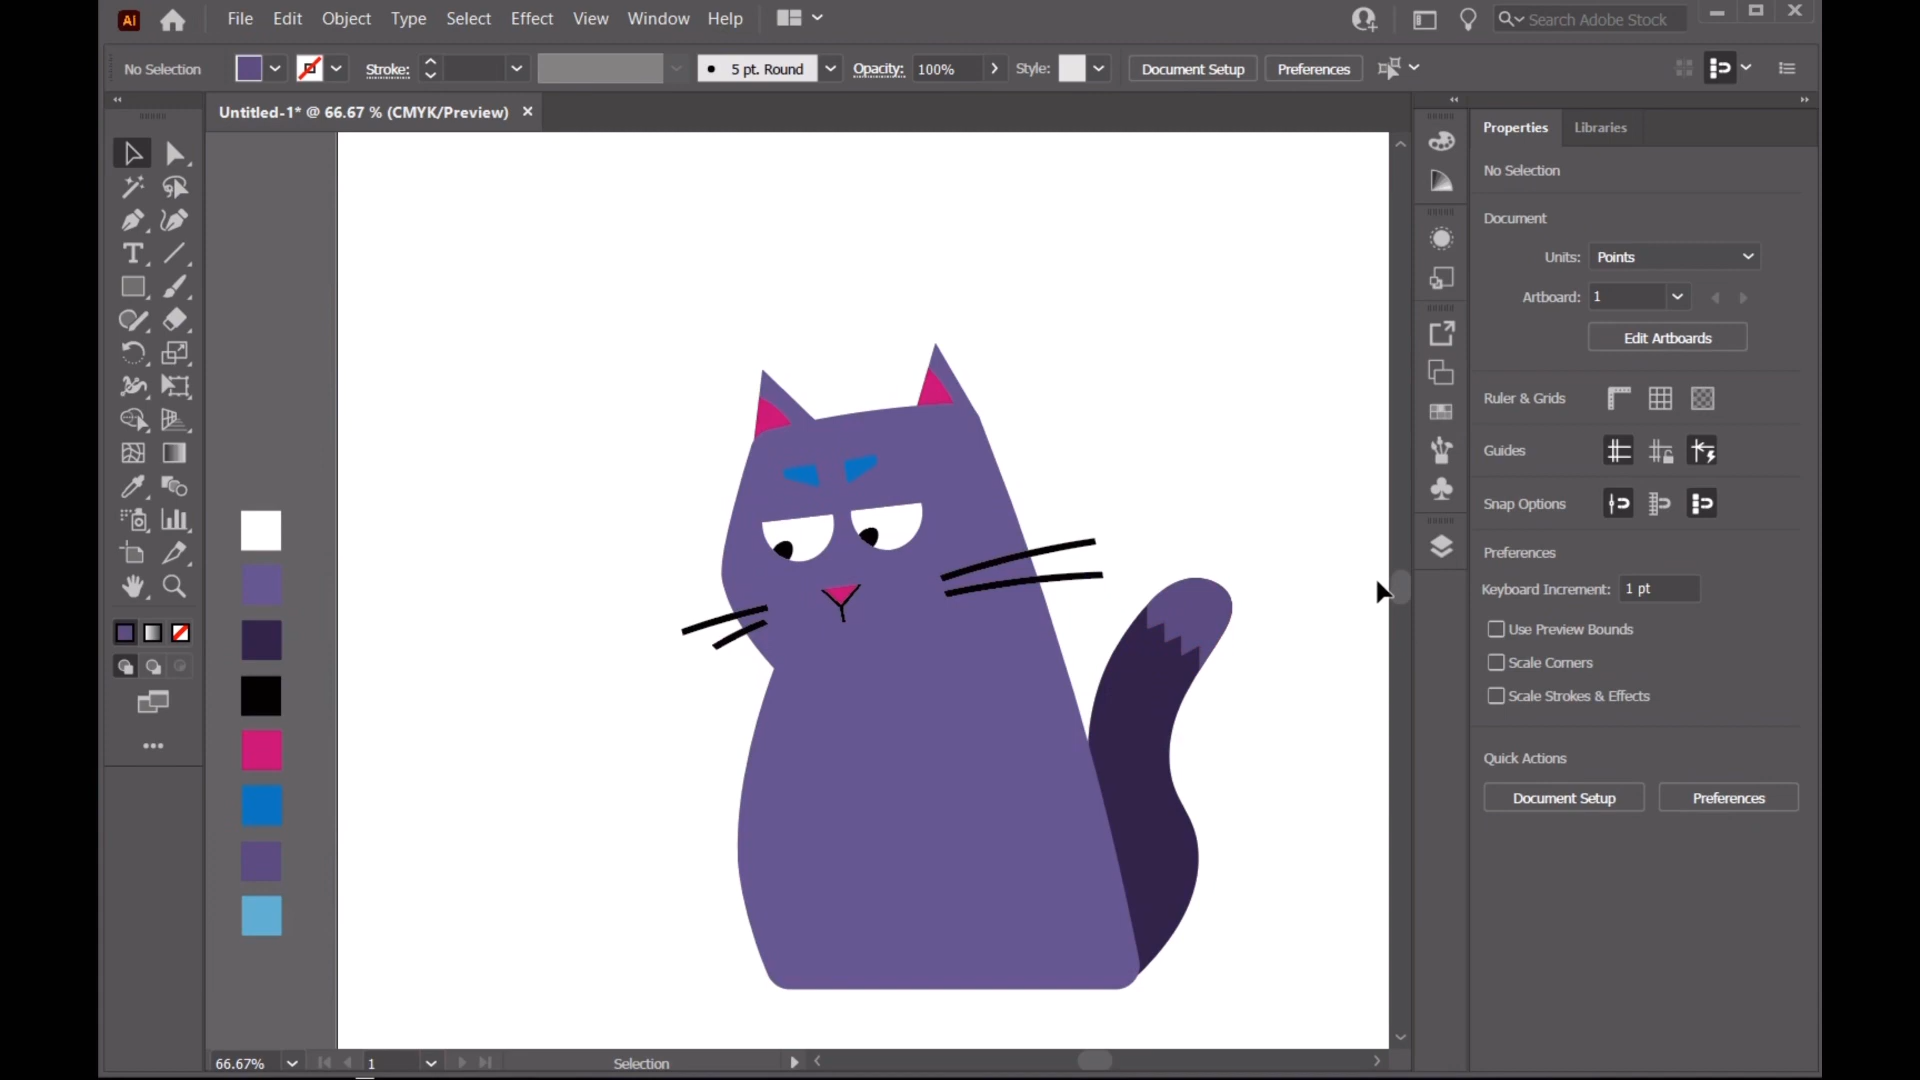 Ai File Edit Object Type Select Effect View Window Help Search Adobe Stock
No Selection Stroke: 5 pt. Round Opacity: 100% Style: Document Setup Preferences
Untitled-1* @ 66.67 % (CMYK/Preview)
Properties Libraries
No Selection
Document
Units: Points
Artboard: 1
Edit Artboards
Ruler & Grids
Guides
Snap Options
Preferences
Keyboard Increment: 1 pt
Use Preview Bounds
Scale Corners
Scale Strokes & Effects
Quick Actions
Document Setup Preferences
66.67% 1 Selection